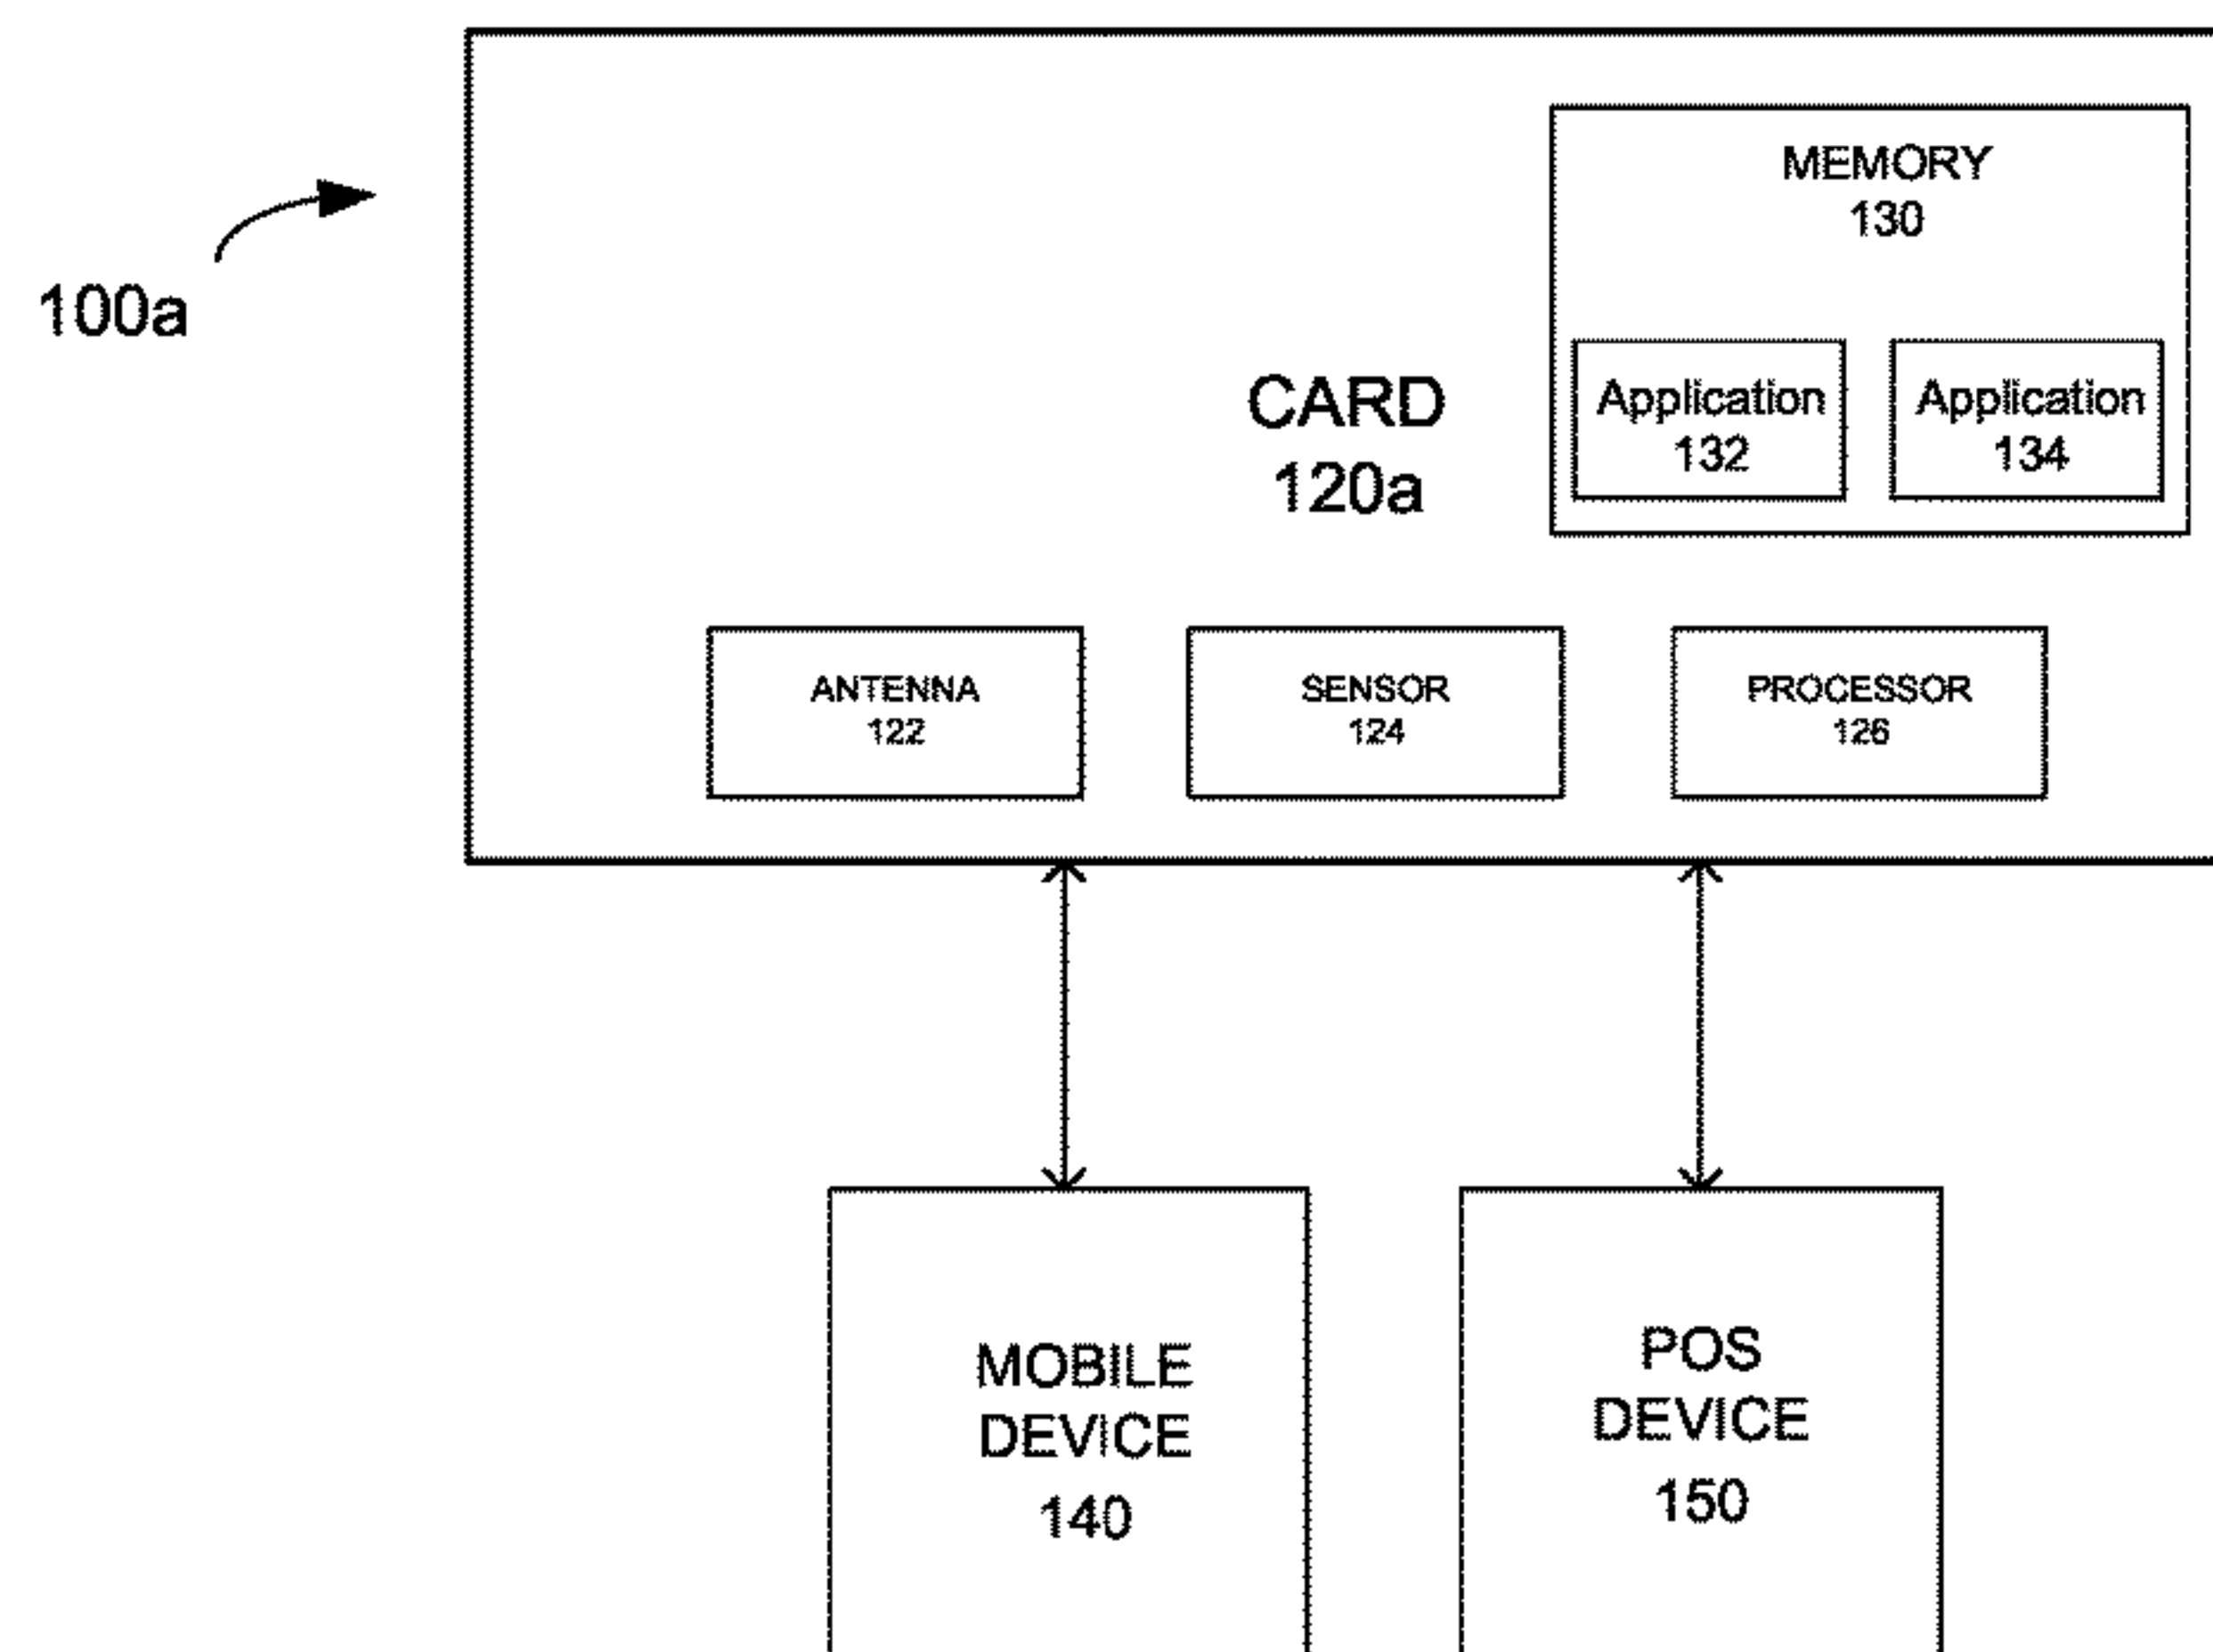 100a
MEMORY
130
Application
132
Application
134
CARD
120a
ANTENNA
122
SENSOR
124
PROCESSOR
126
MOBILE
DEVICE
140
POS
DEVICE
150